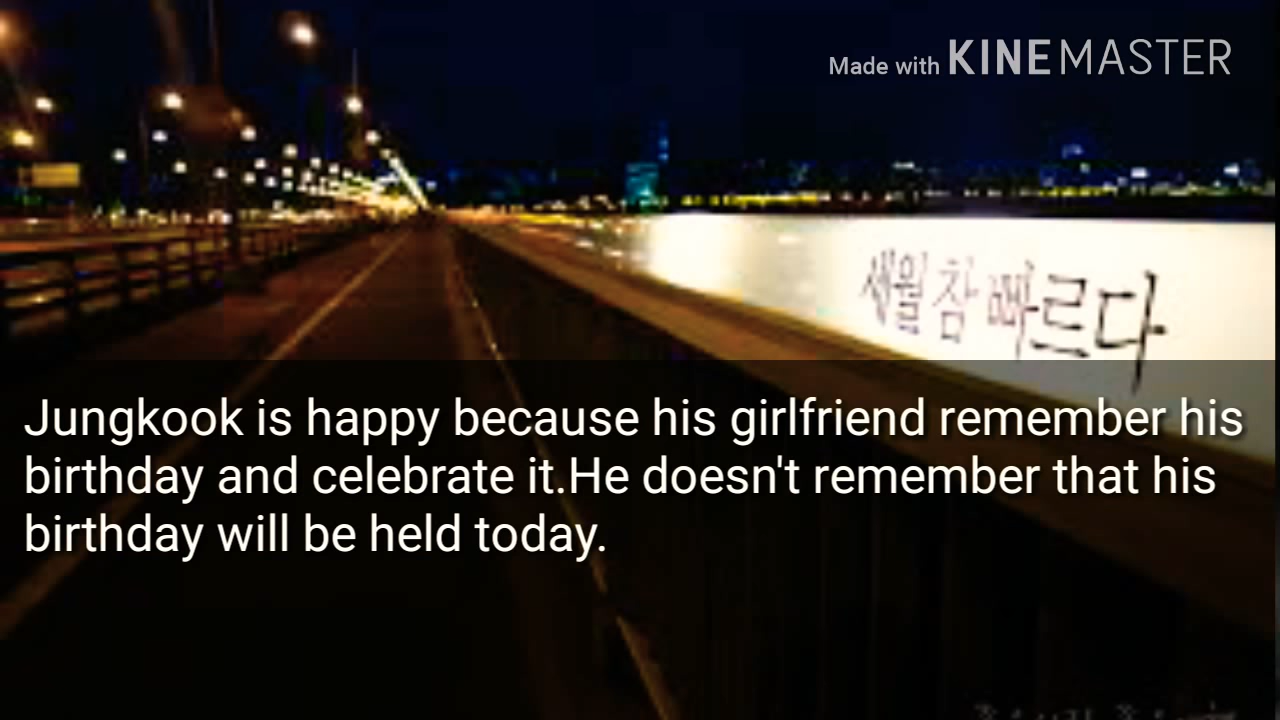 Made with KINEMASTER
세월 참 빠르다
Jungkook is happy because his girlfriend remember his
birthday and celebrate it.He doesn't remember that his
birthday will be held today.